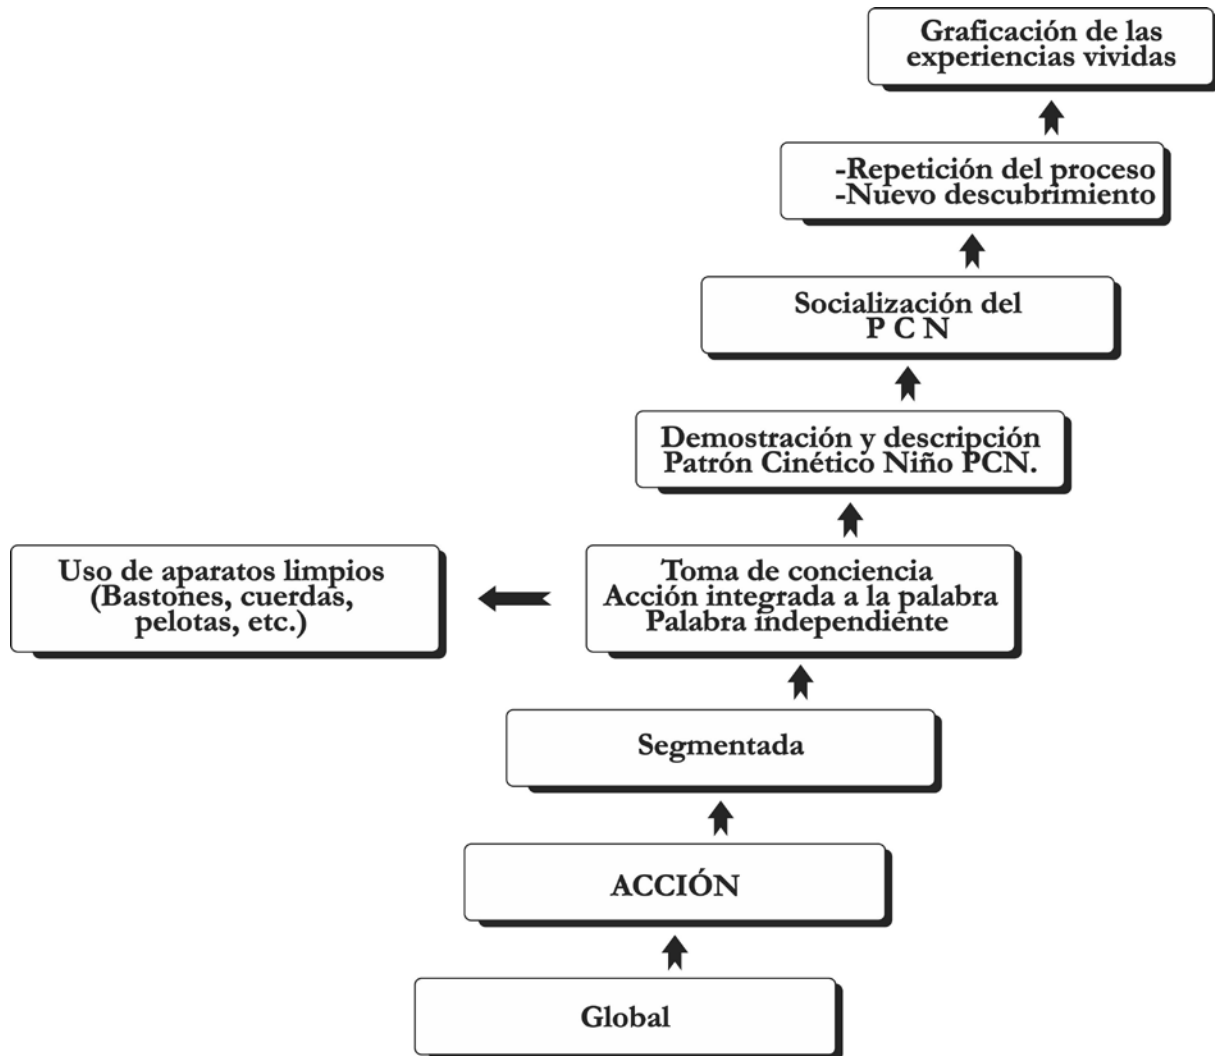 Graficación de las
experiencias vividas
-Repetición del proceso
-Nuevo descubrimiento
Socialización del
P C N
Demostración y descripción
Patrón Cinético Niño PCN.
Uso de aparatos limpios
(Bastones, cuerdas,
pelotas, etc.)
Toma de conciencia
Acción integrada a la palabra
Palabra independiente
Segmentada
ACCIÓN
Global